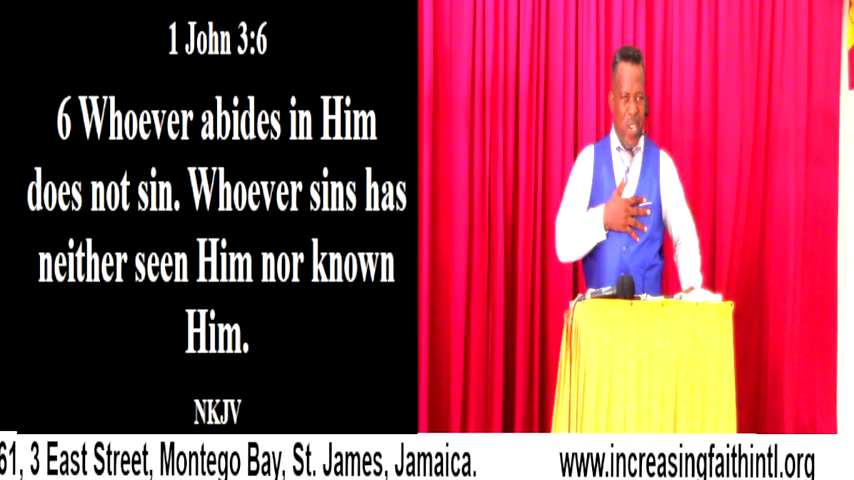 1 John 3:6
6 Whoever abides in Him
does not sin. Whoever sins has
neither seen Him nor known
Him.
NKJV
61, 3 East Street, Montego Bay, St. James, Jamaica. www.increasingfaithintl.org